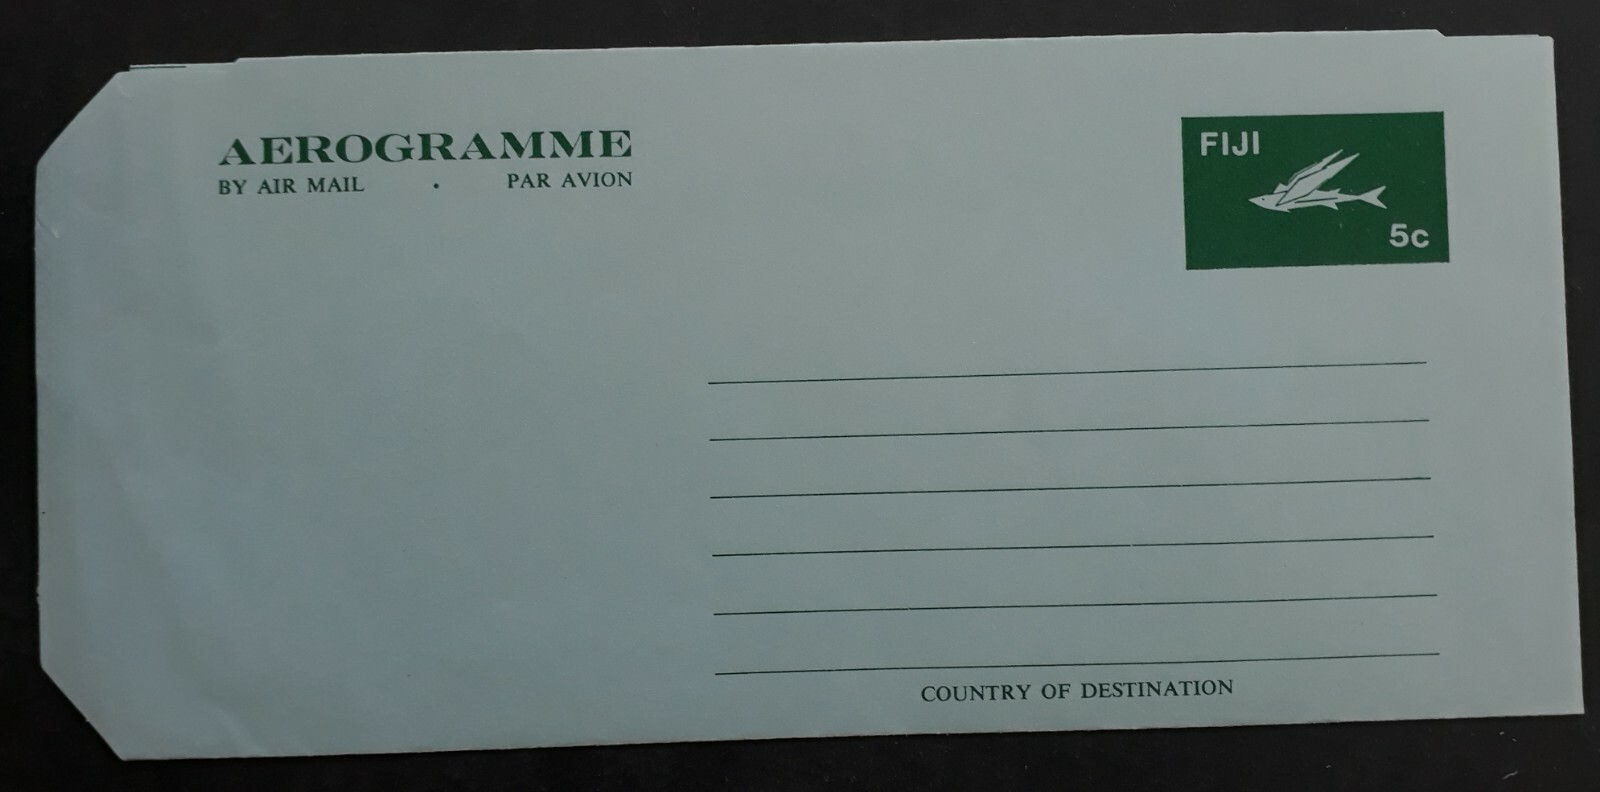 AEROGRAMME
BY AIR MAIL · PAR AVION
FIJI
5c
COUNTRY OF DESTINATION